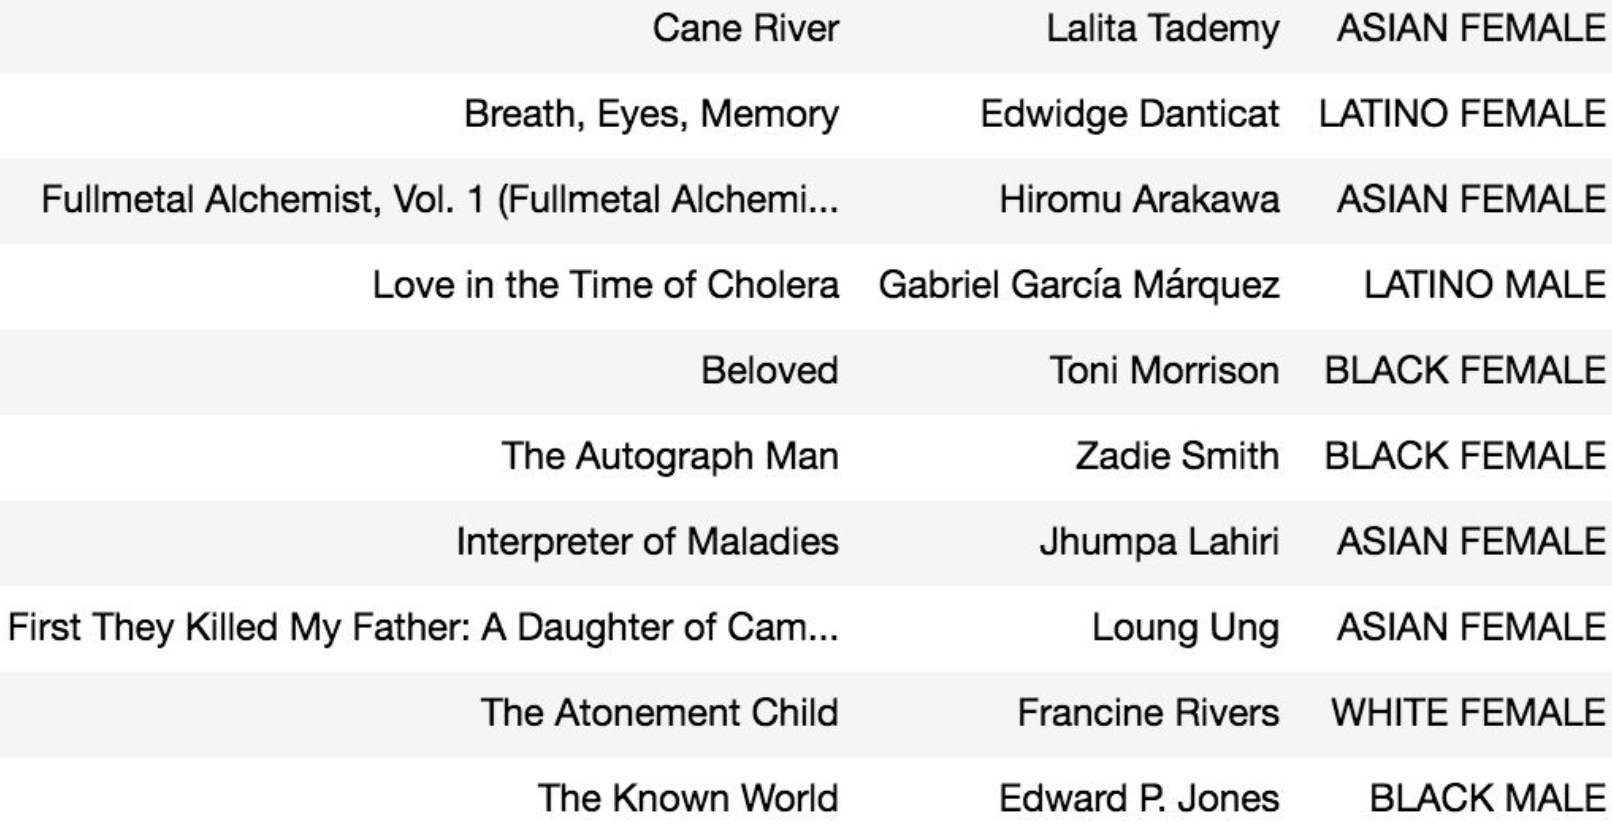 Cane River Lalita Tademy ASIAN FEMALE
Breath, Eyes, Memory Edwidge Danticat LATINO FEMALE
Fullmetal Alchemist, Vol. 1 (Fullmetal Alchemi... Hiromu Arakawa ASIAN FEMALE
Love in the Time of Cholera Gabriel García Márquez LATINO MALE
Beloved Toni Morrison BLACK FEMALE
The Autograph Man Zadie Smith BLACK FEMALE
Interpreter of Maladies Jhumpa Lahiri ASIAN FEMALE
First They Killed My Father: A Daughter of Cam... Loung Ung ASIAN FEMALE
The Atonement Child Francine Rivers WHITE FEMALE
The Known World Edward P. Jones BLACK MALE